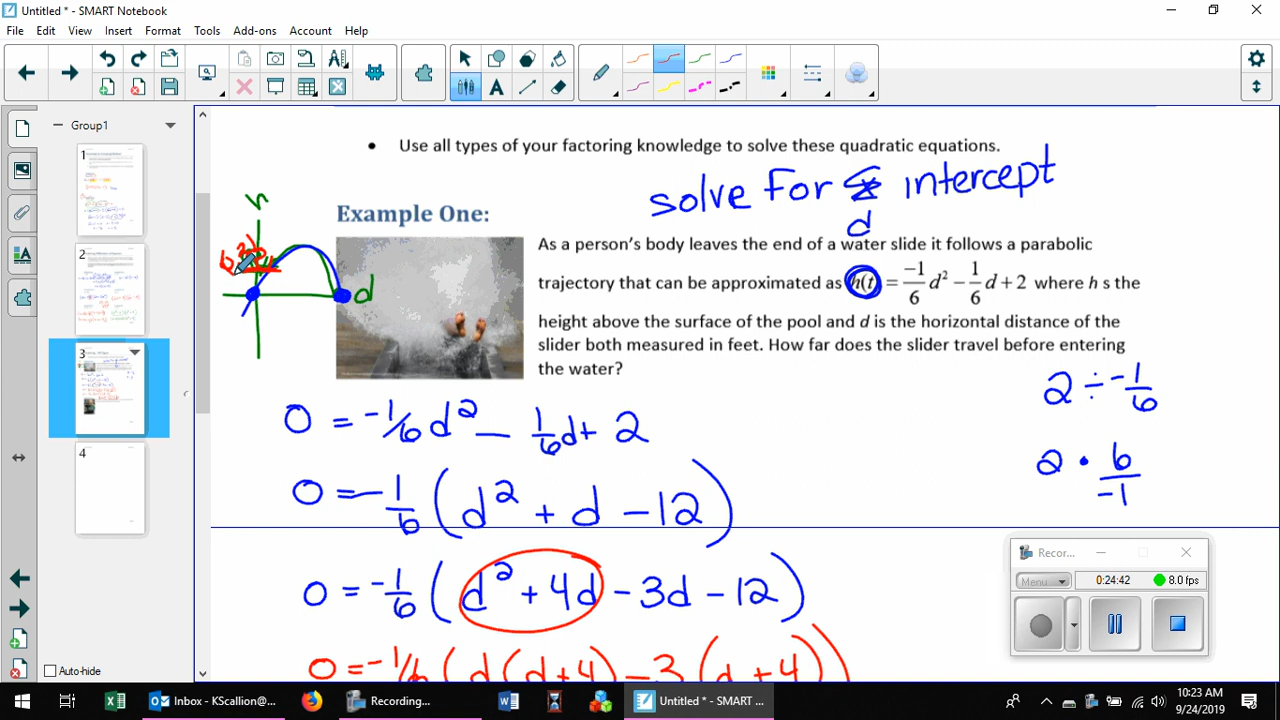 Untitled * - SMART Notebook
File Edit View Insert Format Tools Add-ons Account Help
Group1
1
2
3
4
Auto-hide
• Use all types of your factoring knowledge to solve these quadratic equations.
solve for x intercept
d
h
d
Example One:
As a person's body leaves the end of a water slide it follows a parabolic
trajectory that can be approximated as h(t) = -1/6 d² - 1/6 d + 2 where h s the
height above the surface of the pool and d is the horizontal distance of the
slider both measured in feet. How far does the slider travel before entering
the water?
2 ÷ -1/6
2 • 6/-1
0 = -1/6 d² - 1/6 d + 2
0 = -1/6 (d² + d - 12)
0 = -1/6 (d² + 4d - 3d - 12)
0 = -1/6 (d(d+4) - 3(d+4))
Recor...
Menu
0:24:42
8.0 fps
Inbox - KScallion@...
Recording...
Untitled * - SMART ...
10:23 AM
9/24/2019